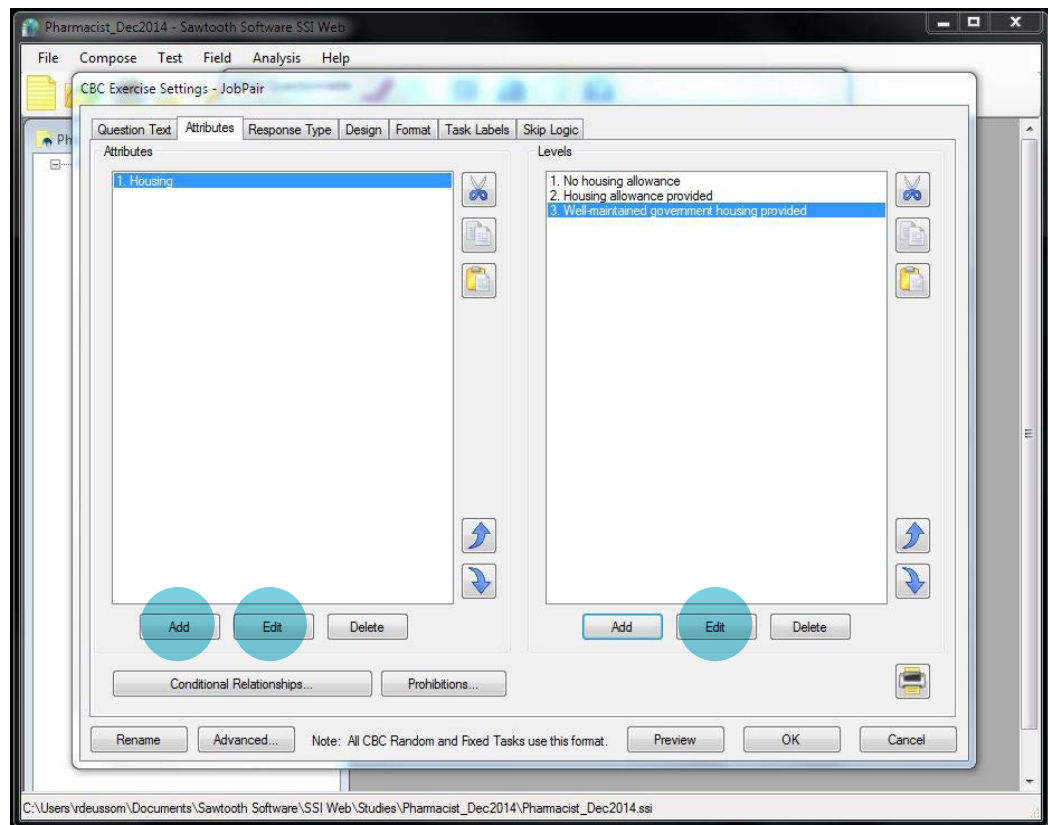 Pharmacist_Dec2014 - Sawtooth Software SSI Web
File Compose Test Field Analysis Help
CBC Exercise Settings - JobPair
Question Text Attributes Response Type Design Format Task Labels Skip Logic
Ph
Attributes
Levels
1. Housing
1. No housing allowance
2. Housing allowance provided
3. Well-maintained government housing provided
Add Edit Delete
Add Edit Delete
Conditional Relationships... Prohibitions...
Rename Advanced... Note: All CBC Random and Fixed Tasks use this format. Preview OK Cancel
C:\Users\rdeussom\Documents\Sawtooth Software\SSI Web\Studies\Pharmacist_Dec2014\Pharmacist_Dec2014.ssi